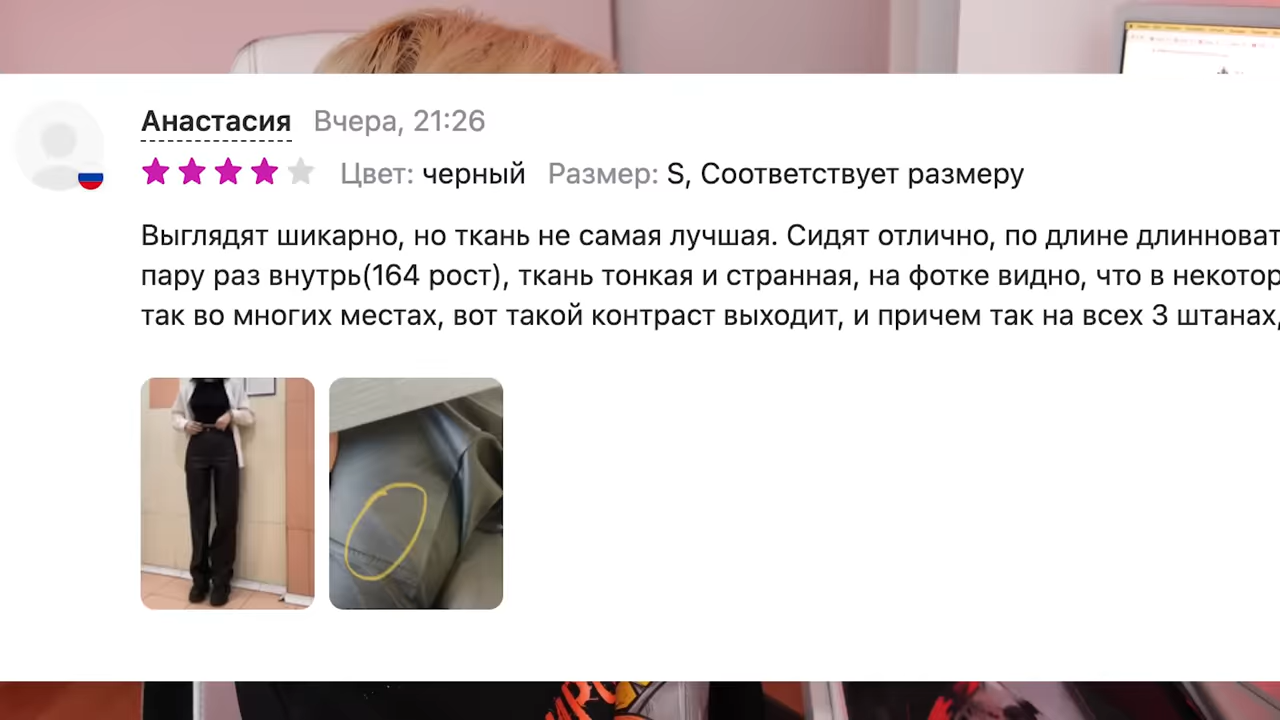 Анастасия Вчера, 21:26
Цвет: черный Размер: S, Соответствует размеру
Выглядят шикарно, но ткань не самая лучшая. Сидят отлично, по длине длинноват
пару раз внутрь(164 рост), ткань тонкая и странная, на фотке видно, что в некотор
так во многих местах, вот такой контраст выходит, и причем так на всех 3 штанах,